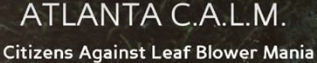 ATLANTA C.A.L.M.
Citizens Against Leaf Blower Mania